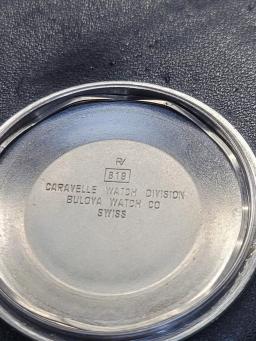 RV
818
CARAVELLE WATCH DIVISION
BULOVA WATCH CO
SWISS